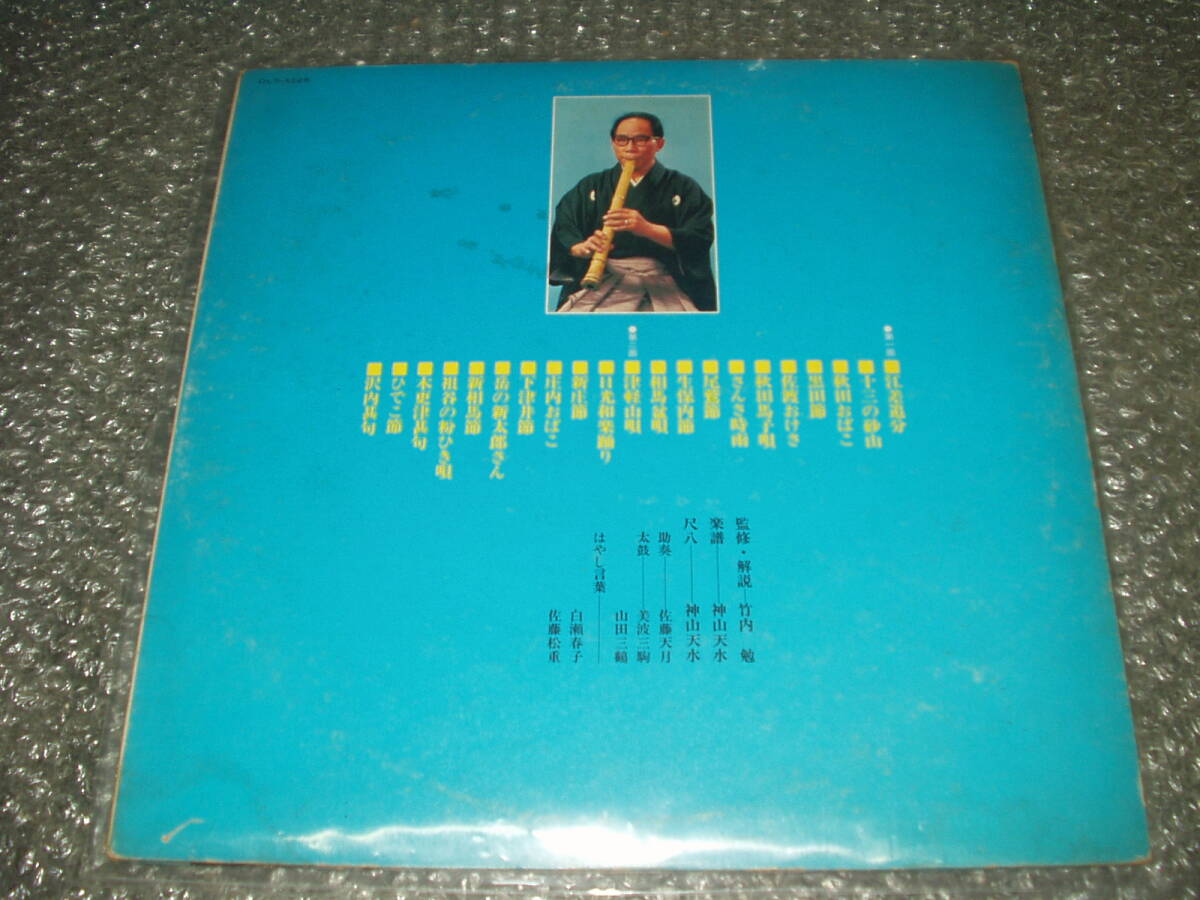 ●第一面
江差追分
十三の砂山
秋田おばこ
黒田節
佐渡おけさ
秋田馬子唄
さんさ時雨
尾鷲節
生保内節
相馬盆唄
●第二面
津軽山唄
日光和楽踊り
新庄節
庄内おばこ
下津井節
岳の新太郎さん
新相馬節
祖谷の粉ひき唄
木更津甚句
ひでこ節
沢内甚句
監修・解説―竹内 勉
楽譜―神山天水
尺八―神山天水
助奏―佐藤天月
太鼓―美波三駒
山田三鶴
はやし言葉―
白瀬春子
佐藤松重